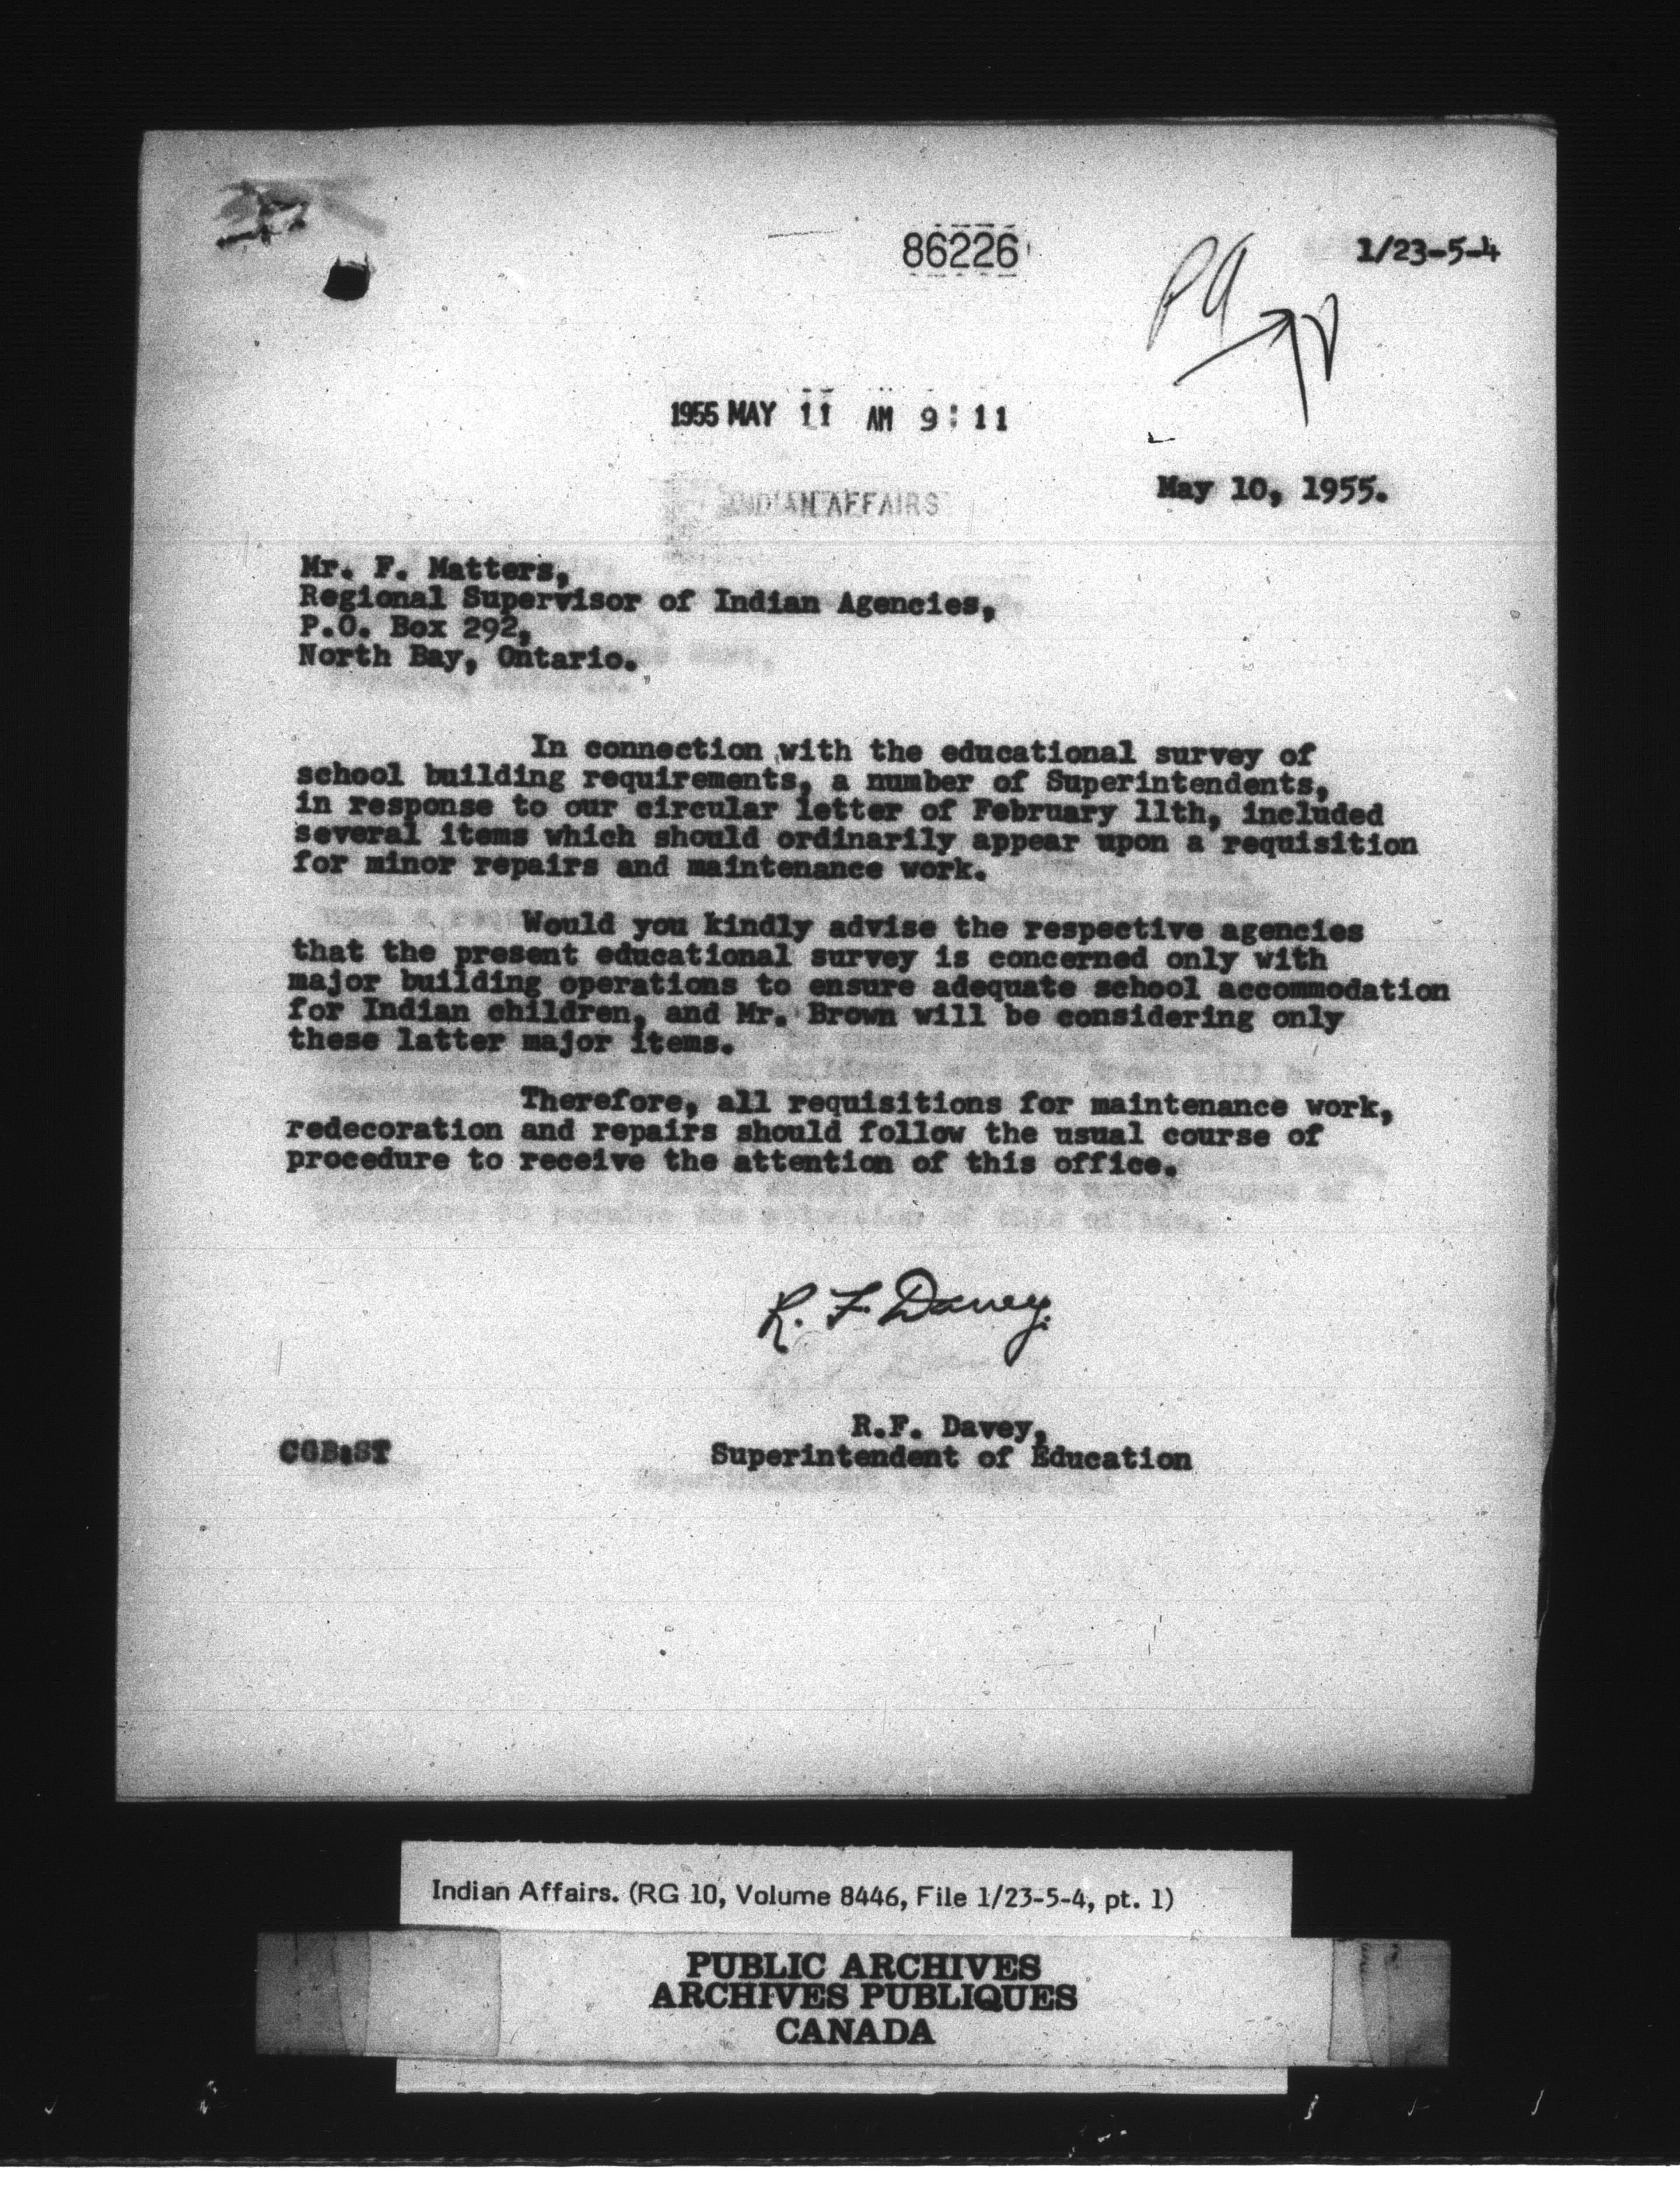 86226
1/23-5-4
PA
1955 MAY 11 AM 9:11
May 10, 1955.
INDIAN AFFAIRS
Mr. F. Matters,
Regional Supervisor of Indian Agencies,
P.O. Box 292,
North Bay, Ontario.
In connection with the educational survey of
school building requirements, a number of Superintendents,
in response to our circular letter of February 11th, included
several items which should ordinarily appear upon a requisition
for minor repairs and maintenance work.
Would you kindly advise the respective agencies
that the present educational survey is concerned only with
major building operations to ensure adequate school accommodation
for Indian children, and Mr. Brown will be considering only
these latter major items.
Therefore, all requisitions for maintenance work,
redecoration and repairs should follow the usual course of
procedure to receive the attention of this office.
R. F. Davey.
R.F. Davey,
CGB:ST
Superintendent of Education
Indian Affairs. (RG 10, Volume 8446, File 1/23-5-4, pt. 1)
PUBLIC ARCHIVES
ARCHIVES PUBLIQUES
CANADA